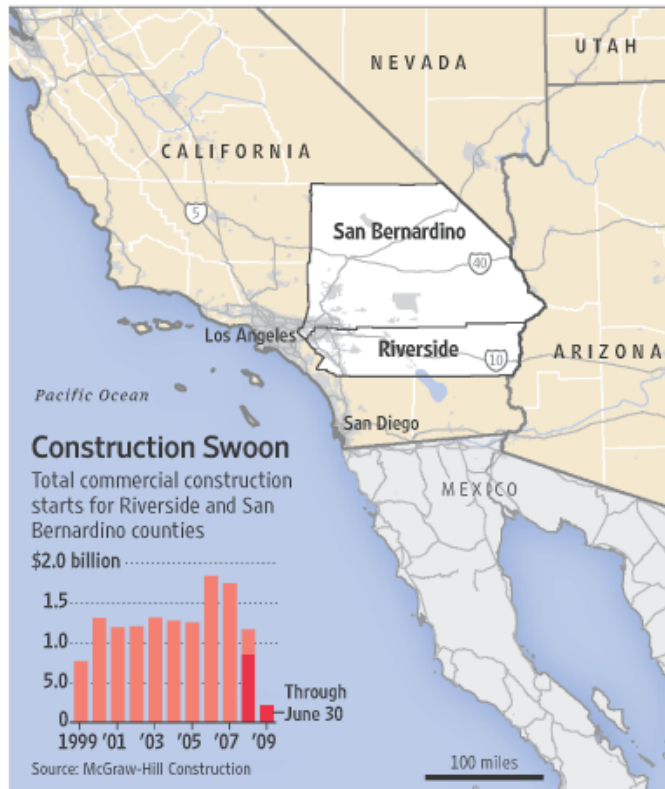 UTAH
NEVADA
CALIFORNIA
5
San Bernardino
40
Los Angeles
Riverside
10
ARIZONA
Pacific Ocean
San Diego
MEXICO
Construction Swoon
Total commercial construction
starts for Riverside and San
Bernardino counties
$2.0 billion
1.5
1.0
5.0
0
Through
June 30
1999 '01 '03 '05 '07 '09
Source: McGraw-Hill Construction
100 miles